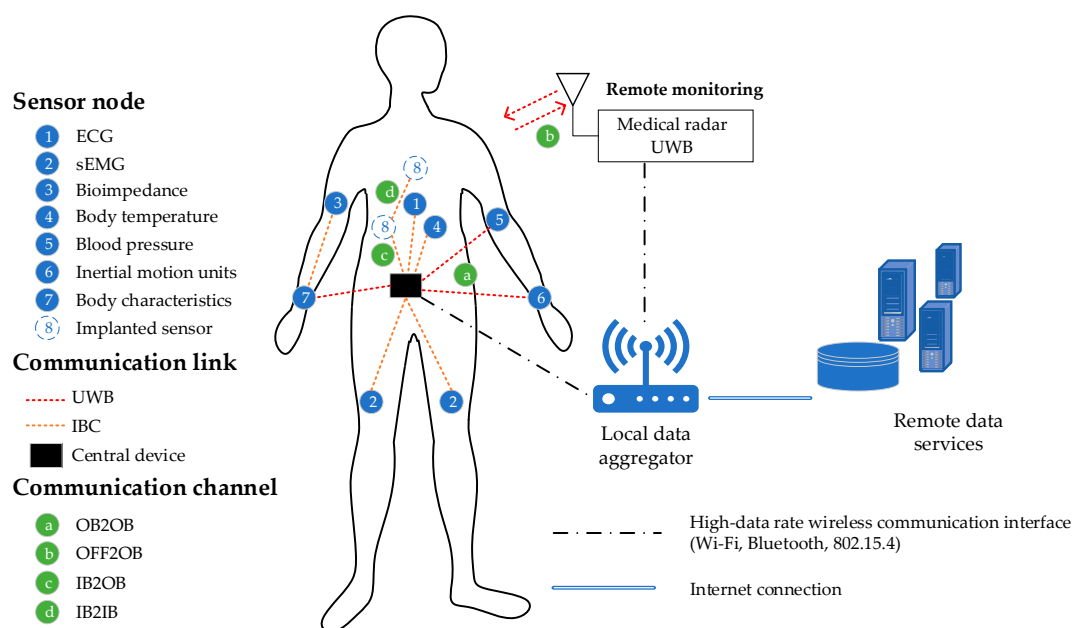 Sensor node
1 ECG
2 sEMG
3 Bioimpedance
4 Body temperature
5 Blood pressure
6 Inertial motion units
7 Body characteristics
8 Implanted sensor
Communication link
UWB
IBC
Central device
Communication channel
a OB2OB
b OFF2OB
c IB2OB
d IB2IB
8
d
3
1
8
4
5
c
a
7
6
2
2
b
Remote monitoring
Medical radar
UWB
Local data
aggregator
Remote data
services
High-data rate wireless communication interface
(Wi-Fi, Bluetooth, 802.15.4)
Internet connection